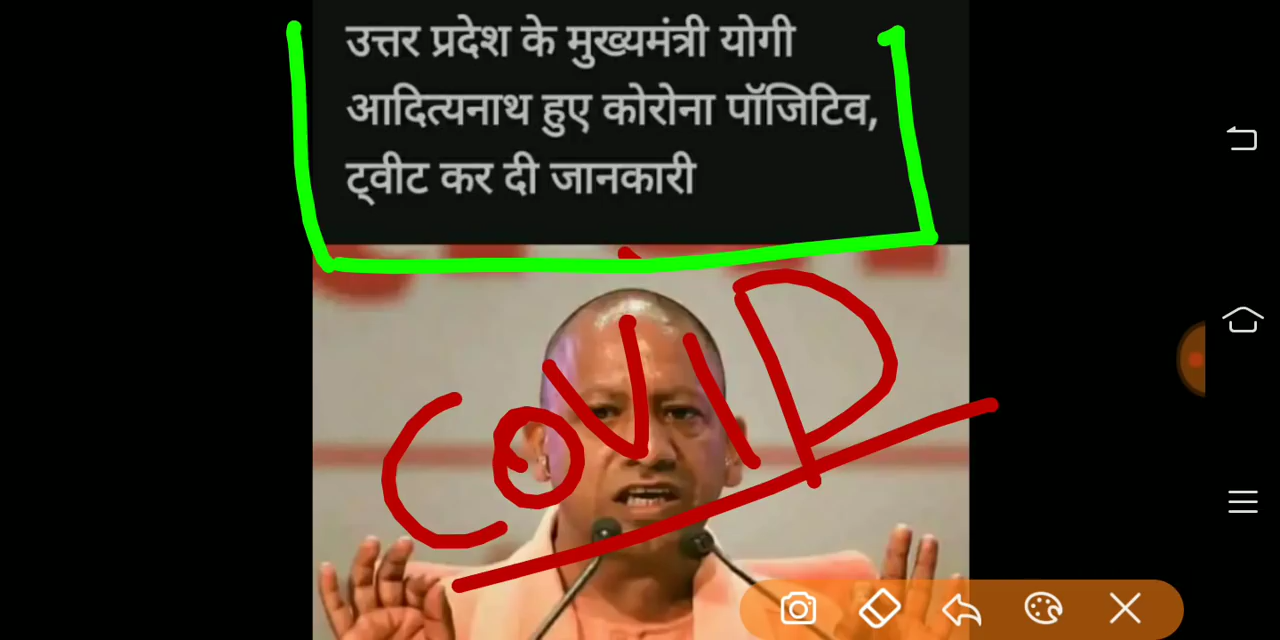 उत्तर प्रदेश के मुख्यमंत्री योगी
आदित्यनाथ हुए कोरोना पॉजिटिव,
ट्वीट कर दी जानकारी
COVID